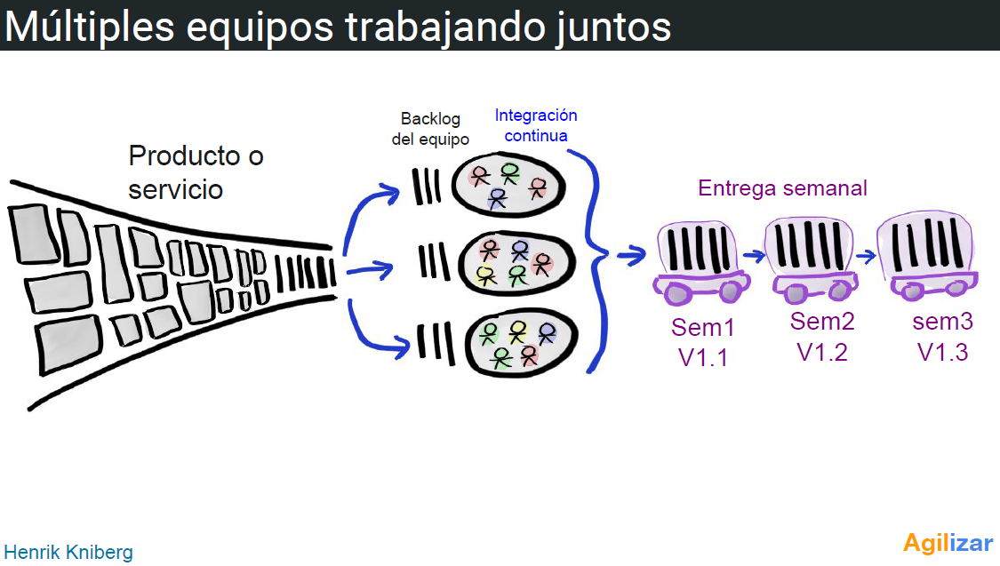 Múltiples equipos trabajando juntos
Producto o
servicio
Backlog
del equipo
Integración
continua
Entrega semanal
Sem1
V1.1
Sem2
V1.2
sem3
V1.3
Henrik Kniberg
Agilizar